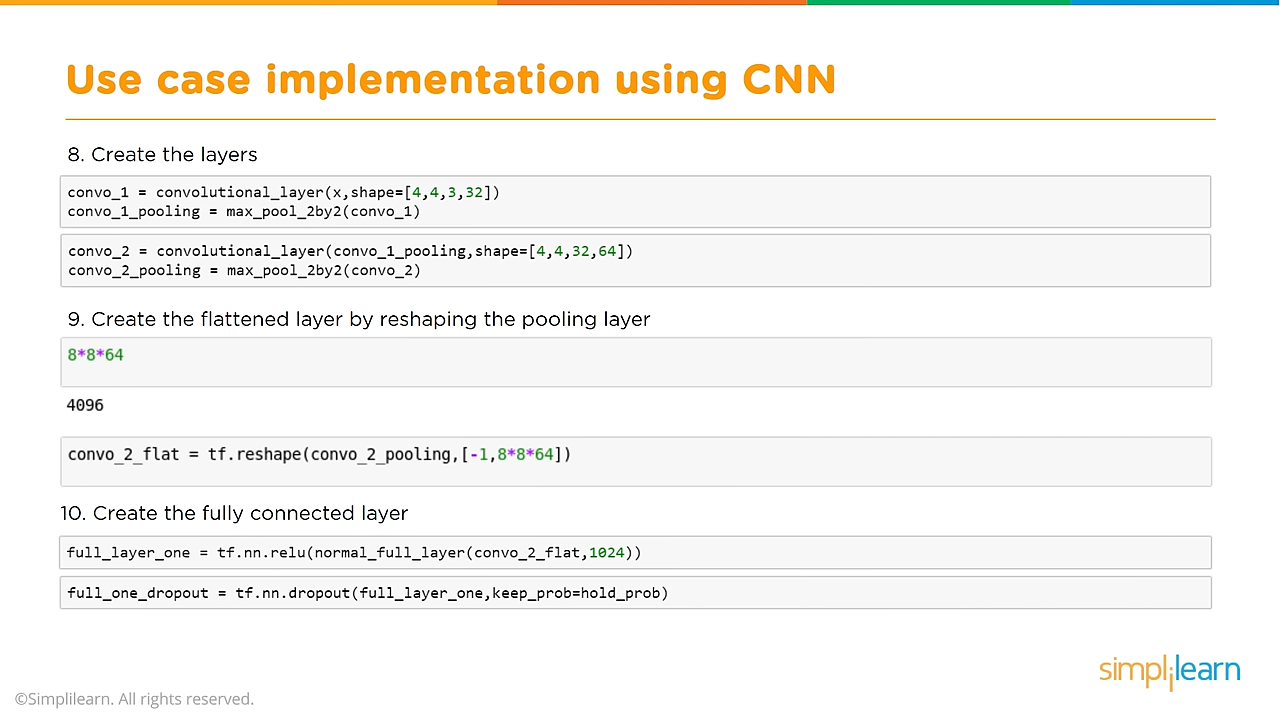 Use case implementation using CNN
8. Create the layers
convo_1 = convolutional_layer(x,shape=[4,4,3,32])
convo_1_pooling = max_pool_2by2(convo_1)
convo_2 = convolutional_layer(convo_1_pooling,shape=[4,4,32,64])
convo_2_pooling = max_pool_2by2(convo_2)
9. Create the flattened layer by reshaping the pooling layer
8*8*64
4096
convo_2_flat = tf.reshape(convo_2_pooling,[-1,8*8*64])
10. Create the fully connected layer
full_layer_one = tf.nn.relu(normal_full_layer(convo_2_flat,1024))
full_one_dropout = tf.nn.dropout(full_layer_one,keep_prob=hold_prob)
simplilearn
©Simplilearn. All rights reserved.